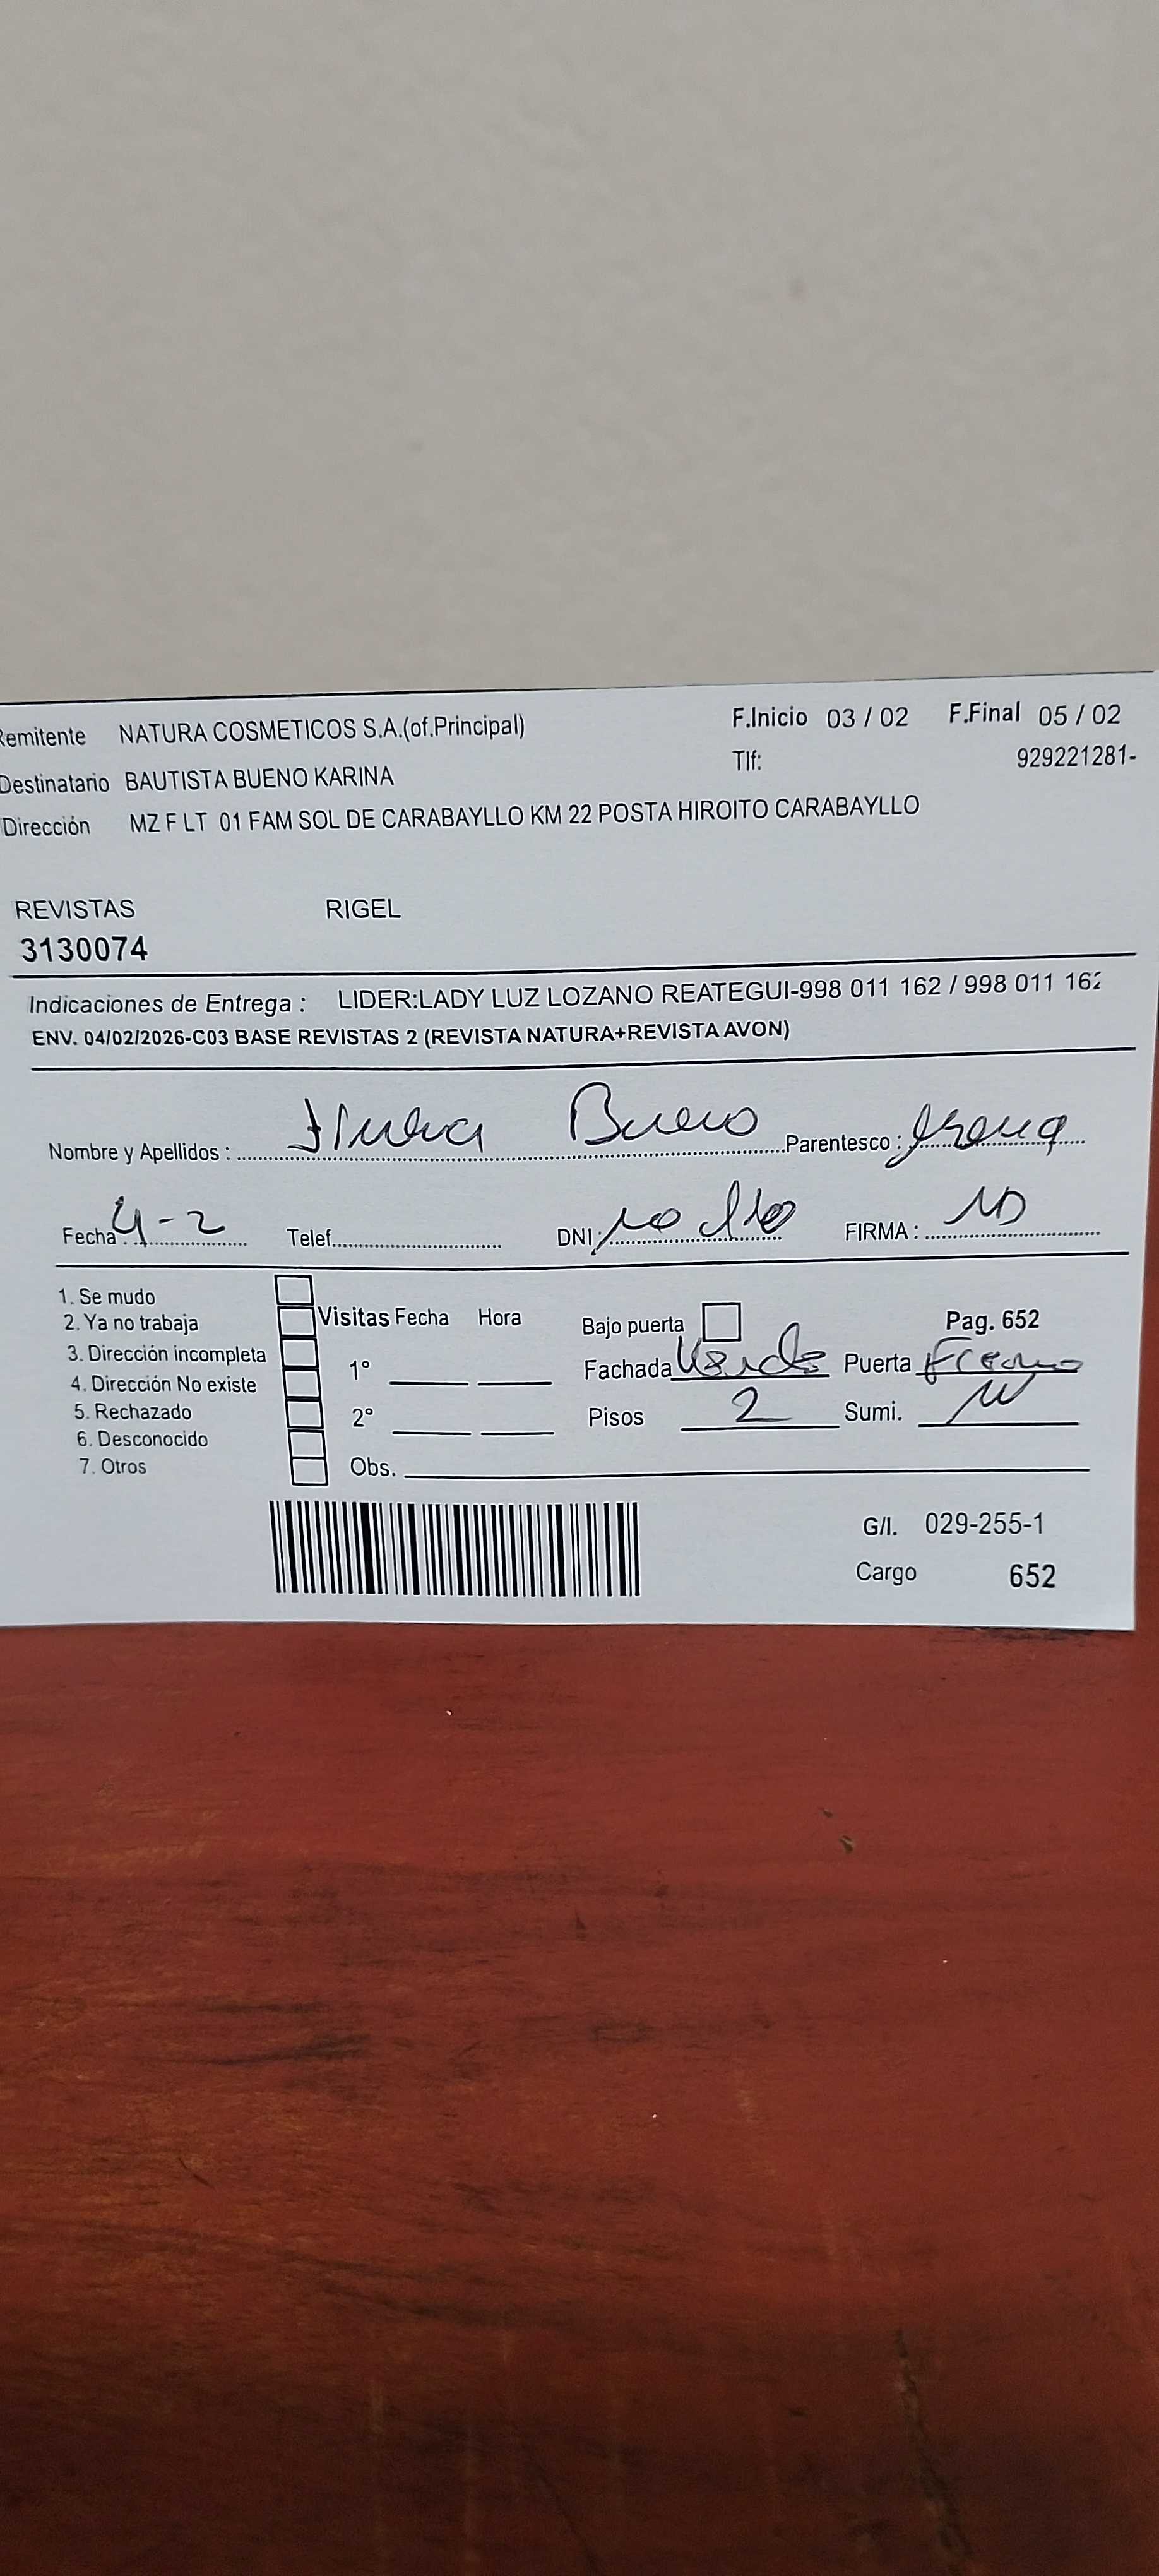 Remitente NATURA COSMETICOS S.A.(of.Principal) F.Inicio 03 / 02 F.Final 05 / 02
Destinatario BAUTISTA BUENO KARINA Tlf: 929221281-
Dirección MZ F LT 01 FAM SOL DE CARABAYLLO KM 22 POSTA HIROITO CARABAYLLO
REVISTAS RIGEL
3130074
Indicaciones de Entrega : LIDER:LADY LUZ LOZANO REATEGUI-998 011 162 / 998 011 162
ENV. 04/02/2026-C03 BASE REVISTAS 2 (REVISTA NATURA+REVISTA AVON)
Nombre y Apellidos : Bueno Parentesco :
Fecha : 4-2 Telef. DNI : no dio FIRMA :
1. Se mudo
2. Ya no trabaja Visitas Fecha Hora Bajo puerta Pag. 652
3. Dirección incompleta 1° Fachada Verde Puerta Fierro
4. Dirección No existe
5. Rechazado 2° Pisos 2 Sumi.
6. Desconocido
7. Otros Obs.
G/I. 029-255-1
Cargo 652